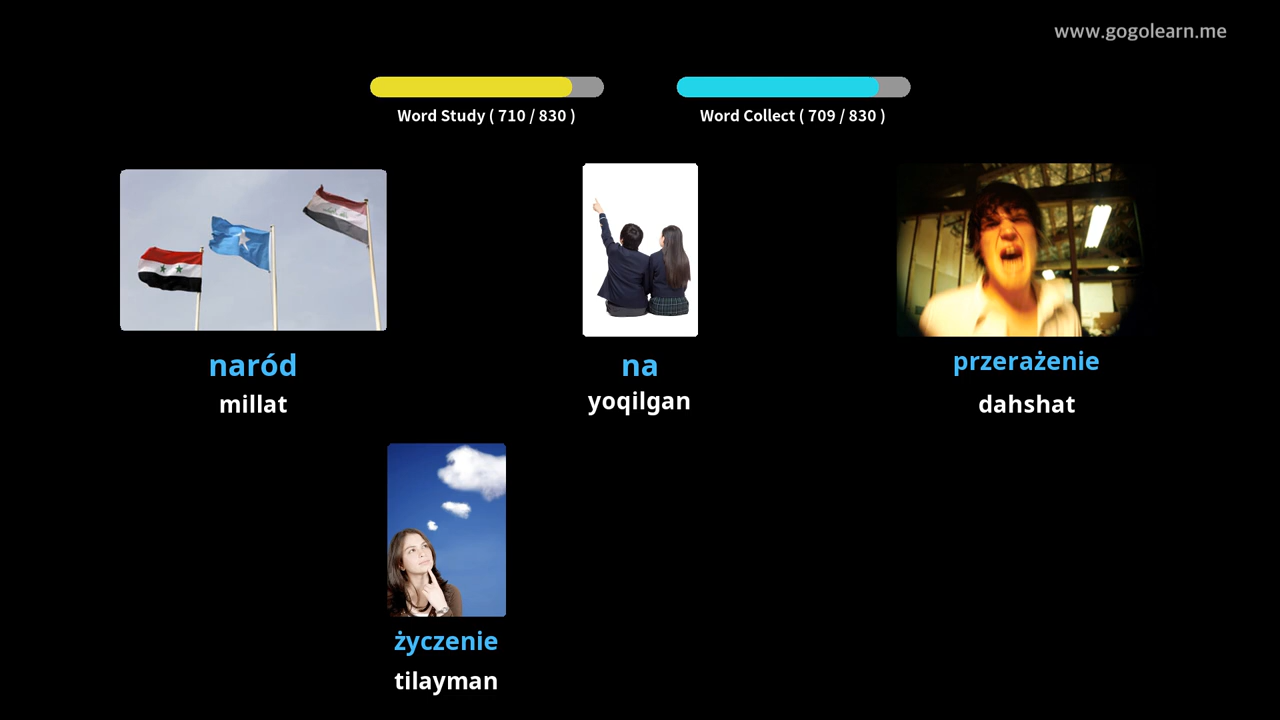 www.gogolearn.me
Word Study ( 710 / 830 )
Word Collect ( 709 / 830 )
naród
millat
na
yoqilgan
przerażenie
dahshat
życzenie
tilayman